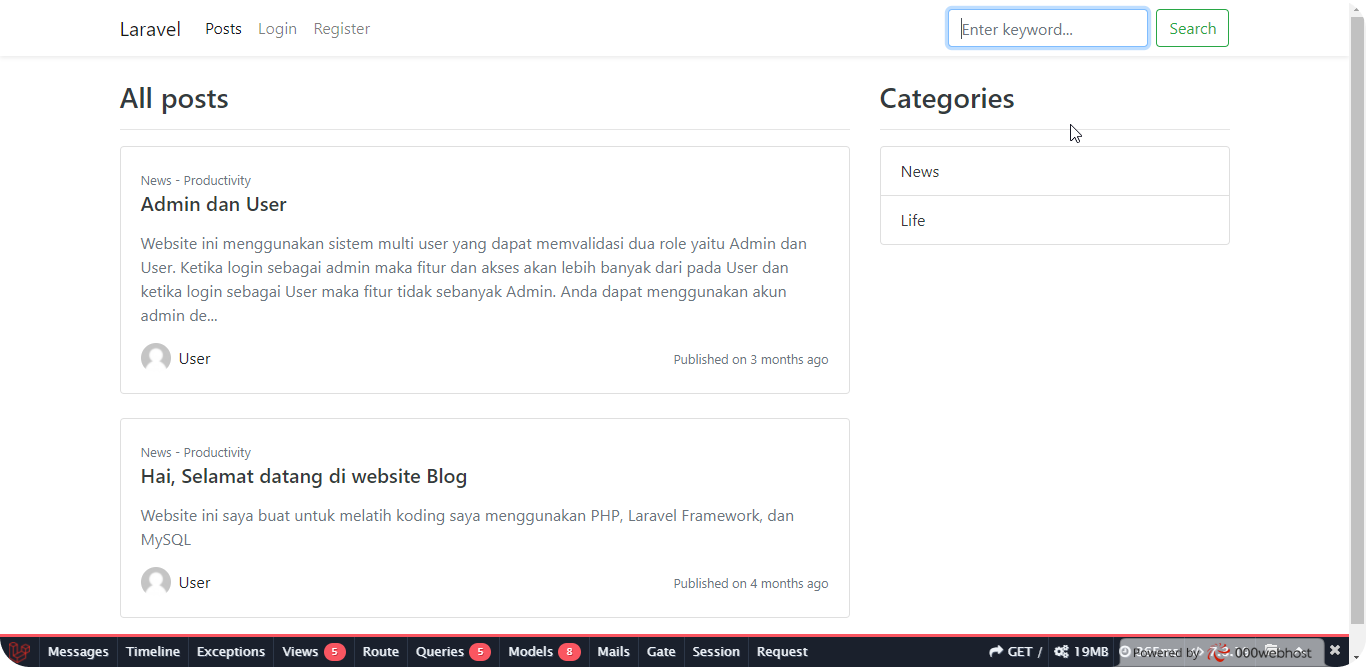 Laravel Posts Login Register Enter keyword... Search
All posts
News - Productivity
Admin dan User
Website ini menggunakan sistem multi user yang dapat memvalidasi dua role yaitu Admin dan
User. Ketika login sebagai admin maka fitur dan akses akan lebih banyak dari pada User dan
ketika login sebagai User maka fitur tidak sebanyak Admin. Anda dapat menggunakan akun
admin de...
User Published on 3 months ago
News - Productivity
Hai, Selamat datang di website Blog
Website ini saya buat untuk melatih koding saya menggunakan PHP, Laravel Framework, dan
MySQL
User Published on 4 months ago
Categories
News
Life
Messages Timeline Exceptions Views 5 Route Queries 5 Models 8 Mails Gate Session Request GET / 19MB
Powered by 000webhost